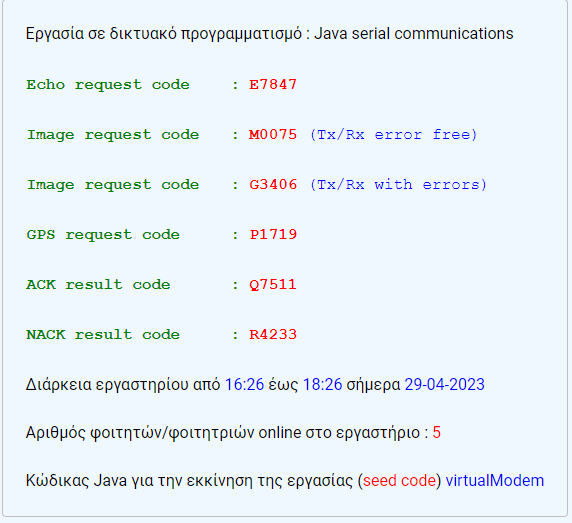 Εργασία σε δικτυακό προγραμματισμό : Java serial communications
Echo request code : E7847
Image request code : M0075 (Tx/Rx error free)
Image request code : G3406 (Tx/Rx with errors)
GPS request code : P1719
ACK result code : Q7511
NACK result code : R4233
Διάρκεια εργαστηρίου από 16:26 έως 18:26 σήμερα 29-04-2023
Αριθμός φοιτητών/φοιτητριών online στο εργαστήριο : 5
Κώδικας Java για την εκκίνηση της εργασίας (seed code) virtualModem